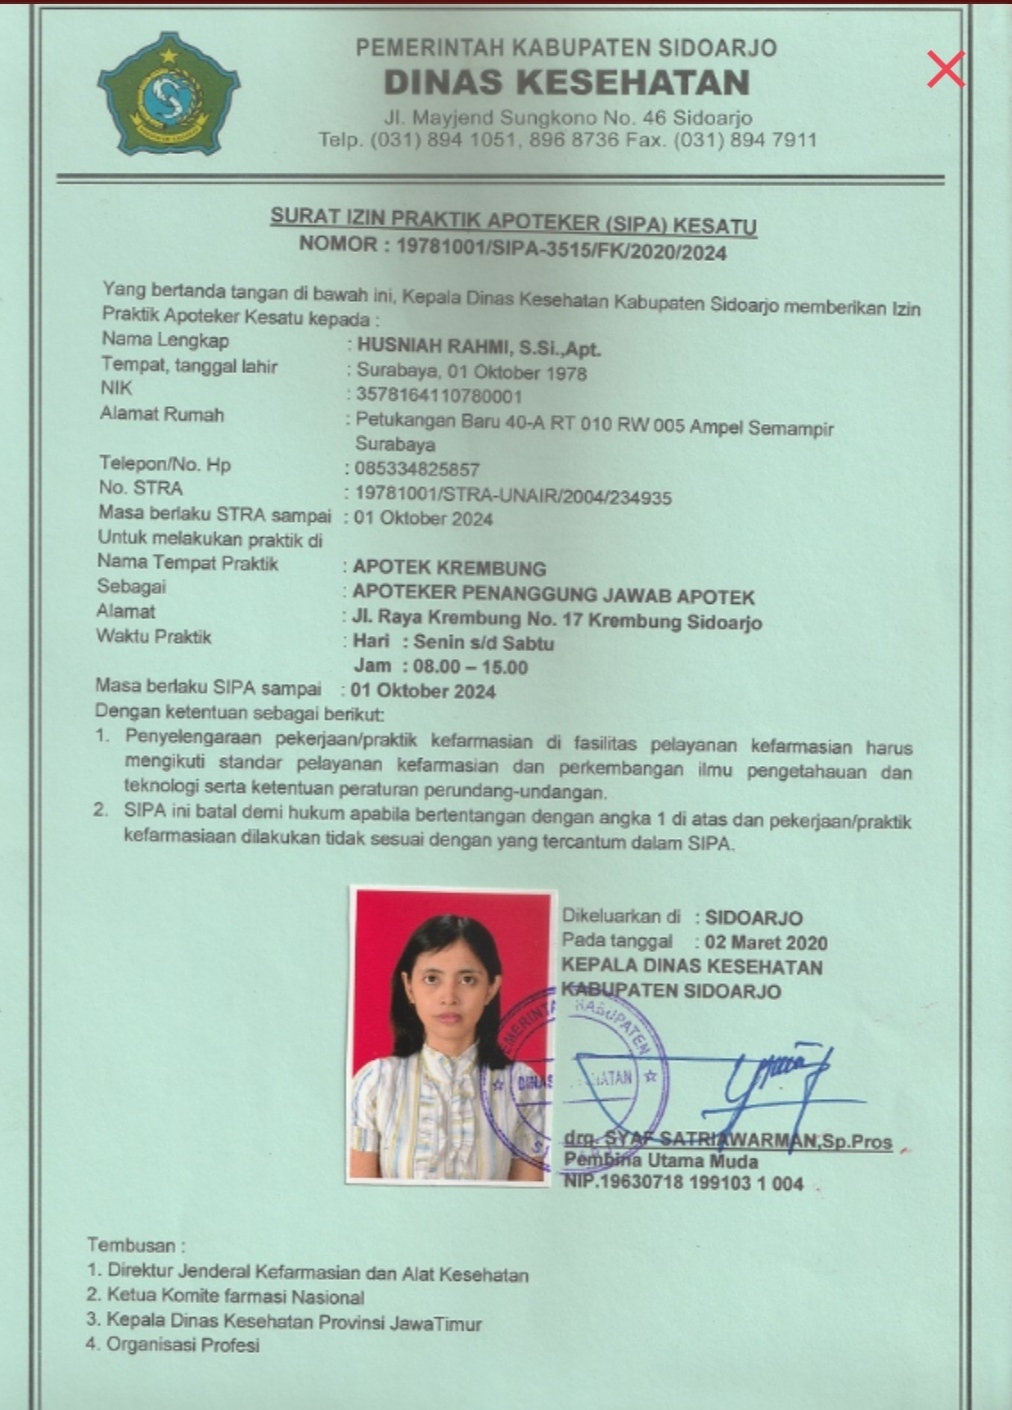 PEMERINTAH KABUPATEN SIDOARJO
DINAS KESEHATAN
Jl. Mayjend Sungkono No. 46 Sidoarjo
Telp. (031) 894 1051, 896 8736 Fax. (031) 894 7911
SURAT IZIN PRAKTIK APOTEKER (SIPA) KESATU
NOMOR : 19781001/SIPA-3515/FK/2020/2024
Yang bertanda tangan di bawah ini, Kepala Dinas Kesehatan Kabupaten Sidoarjo memberikan Izin
Praktik Apoteker Kesatu kepada :
Nama Lengkap : HUSNIAH RAHMI, S.Si.,Apt.
Tempat, tanggal lahir : Surabaya, 01 Oktober 1978
NIK : 3578164110780001
Alamat Rumah : Petukangan Baru 40-A RT 010 RW 005 Ampel Semampir
Surabaya
Telepon/No. Hp : 085334825857
No. STRA : 19781001/STRA-UNAIR/2004/234935
Masa berlaku STRA sampai : 01 Oktober 2024
Untuk melakukan praktik di
Nama Tempat Praktik : APOTEK KREMBUNG
Sebagai : APOTEKER PENANGGUNG JAWAB APOTEK
Alamat : Jl. Raya Krembung No. 17 Krembung Sidoarjo
Waktu Praktik : Hari : Senin s/d Sabtu
Jam : 08.00 – 15.00
Masa berlaku SIPA sampai : 01 Oktober 2024
Dengan ketentuan sebagai berikut:
1. Penyelengaraan pekerjaan/praktik kefarmasian di fasilitas pelayanan kefarmasian harus
mengikuti standar pelayanan kefarmasian dan perkembangan ilmu pengetahauan dan
teknologi serta ketentuan peraturan perundang-undangan.
2. SIPA ini batal demi hukum apabila bertentangan dengan angka 1 di atas dan pekerjaan/praktik
kefarmasiaan dilakukan tidak sesuai dengan yang tercantum dalam SIPA.
Dikeluarkan di : SIDOARJO
Pada tanggal : 02 Maret 2020
KEPALA DINAS KESEHATAN
KABUPATEN SIDOARJO
KABUPATEN
DINAS
drg. SYAF SATRIAWARMAN,Sp.Pros
Pembina Utama Muda
NIP.19630718 199103 1 004
Tembusan :
1. Direktur Jenderal Kefarmasian dan Alat Kesehatan
2. Ketua Komite farmasi Nasional
3. Kepala Dinas Kesehatan Provinsi JawaTimur
4. Organisasi Profesi